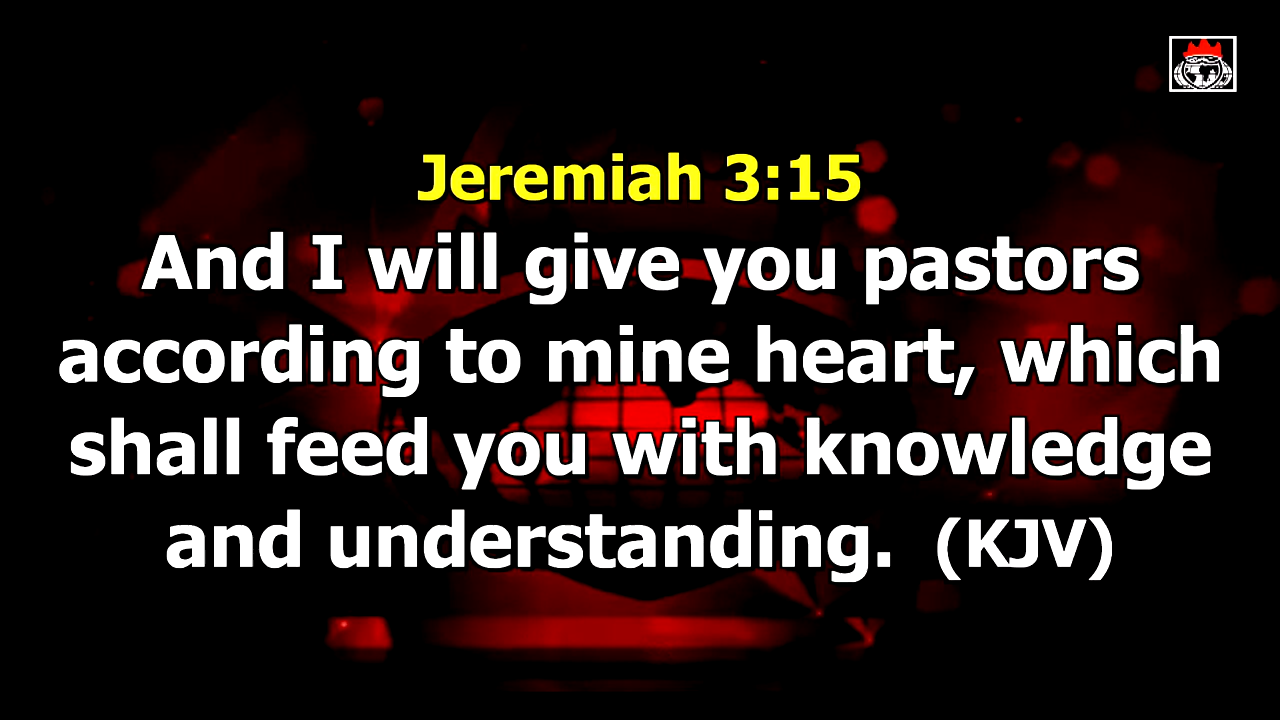 Jeremiah 3:15
And I will give you pastors
according to mine heart, which
shall feed you with knowledge
and understanding. (KJV)